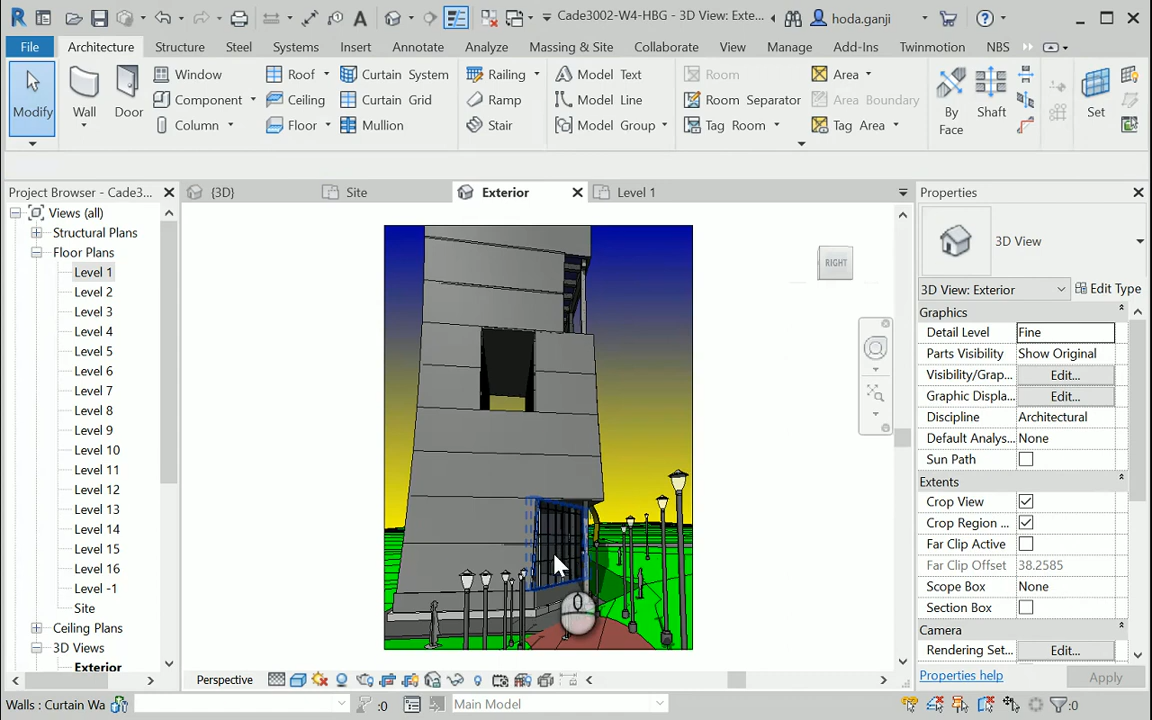 Cade3002-W4-HBG - 3D View: Exter...
hoda.ganji
File
Architecture
Structure
Steel
Systems
Insert
Annotate
Analyze
Massing & Site
Collaborate
View
Manage
Add-Ins
Twinmotion
NBS
Modify
Wall
Door
Window
Component
Column
Roof
Ceiling
Floor
Curtain System
Curtain Grid
Mullion
Railing
Ramp
Stair
Model Text
Model Line
Model Group
Room
Room Separator
Tag Room
Area
Area Boundary
Tag Area
By
Face
Shaft
Set
Project Browser - Cade3...
{3D}
Site
Exterior
Level 1
Properties
Views (all)
Structural Plans
Floor Plans
Level 1
Level 2
Level 3
Level 4
Level 5
Level 6
Level 7
Level 8
Level 9
Level 10
Level 11
Level 12
Level 13
Level 14
Level 15
Level 16
Level -1
Site
Ceiling Plans
3D Views
Exterior
RIGHT
3D View
3D View: Exterior
Edit Type
Graphics
Detail Level Fine
Parts Visibility Show Original
Visibility/Grap... Edit...
Graphic Displa... Edit...
Discipline Architectural
Default Analys... None
Sun Path
Extents
Crop View
Crop Region ...
Far Clip Active
Far Clip Offset 38.2585
Scope Box None
Section Box
Camera
Rendering Set... Edit...
Properties help
Apply
Perspective
Walls : Curtain Wa
:0
Main Model
:0